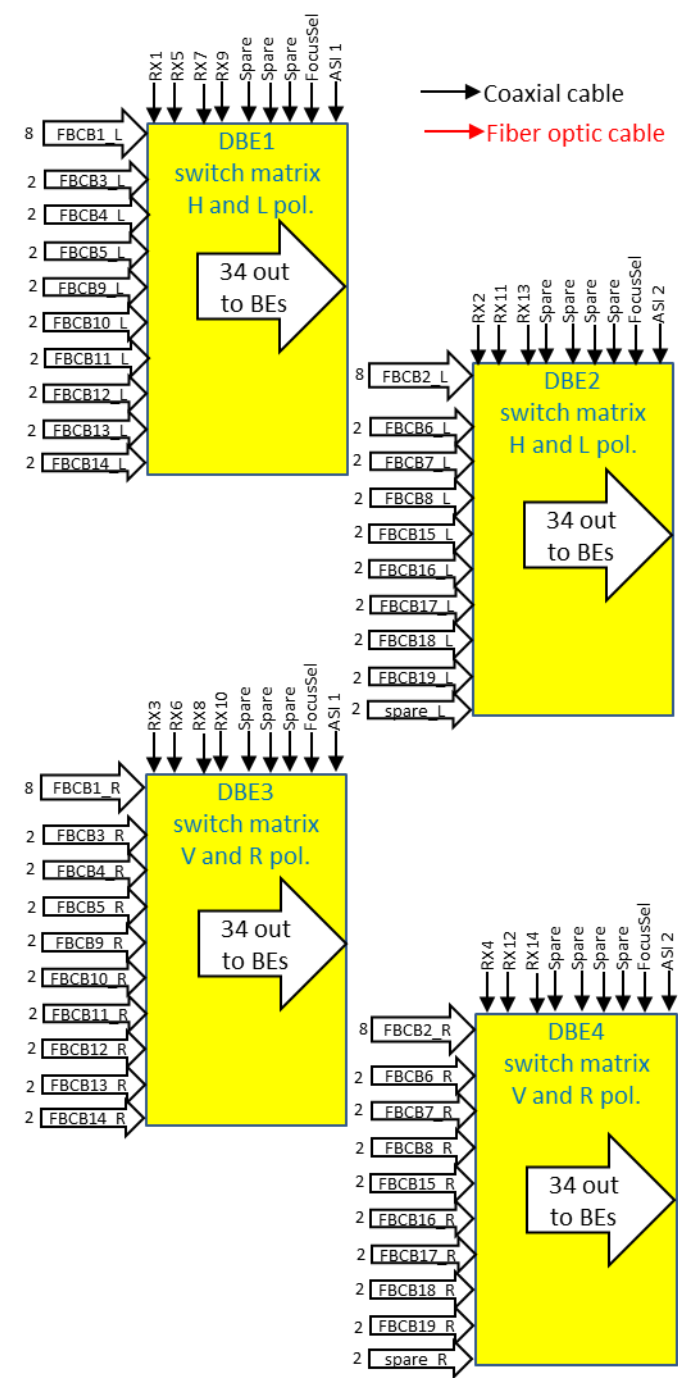 RX1
RX5
RX7
RX9
Spare
Spare
Spare
FocusSel
ASI 1
Coaxial cable
Fiber optic cable
8 FBCB1_L
2 FBCB3_L
2 FBCB4_L
2 FBCB5_L
2 FBCB9_L
2 FBCB10_L
2 FBCB11_L
2 FBCB12_L
2 FBCB13_L
2 FBCB14_L
DBE1
switch matrix
H and L pol.
34 out
to BEs
RX2
RX11
RX13
Spare
Spare
Spare
Spare
FocusSel
ASI 2
8 FBCB2_L
2 FBCB6_L
2 FBCB7_L
2 FBCB8_L
2 FBCB15_L
2 FBCB16_L
2 FBCB17_L
2 FBCB18_L
2 FBCB19_L
2 spare_L
DBE2
switch matrix
H and L pol.
34 out
to BEs
RX3
RX6
RX8
RX10
Spare
Spare
Spare
FocusSel
ASI 1
8 FBCB1_R
2 FBCB3_R
2 FBCB4_R
2 FBCB5_R
2 FBCB9_R
2 FBCB10_R
2 FBCB11_R
2 FBCB12_R
2 FBCB13_R
2 FBCB14_R
DBE3
switch matrix
V and R pol.
34 out
to BEs
RX4
RX12
RX14
Spare
Spare
Spare
Spare
FocusSel
ASI 2
8 FBCB2_R
2 FBCB6_R
2 FBCB7_R
2 FBCB8_R
2 FBCB15_R
2 FBCB16_R
2 FBCB17_R
2 FBCB18_R
2 FBCB19_R
2 spare_R
DBE4
switch matrix
V and R pol.
34 out
to BEs